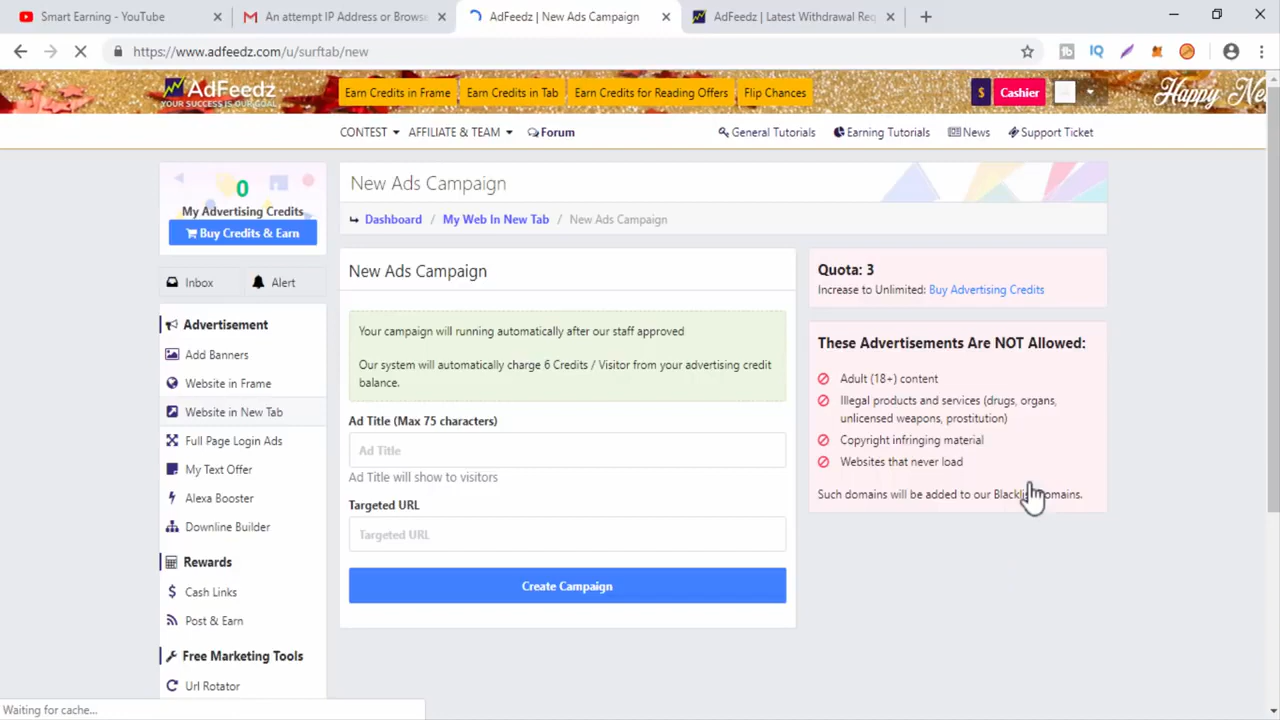 Smart Earning - YouTube
An attempt IP Address or Browse
AdFeedz | New Ads Campaign
AdFeedz | Latest Withdrawal Req
https://www.adfeedz.com/u/surftab/new
AdFeedz
YOUR SUCCESS IS OUR GOAL
Earn Credits in Frame
Earn Credits in Tab
Earn Credits for Reading Offers
Flip Chances
$
Cashier
Happy Ne
CONTEST
AFFILIATE & TEAM
Forum
General Tutorials
Earning Tutorials
News
Support Ticket
0
My Advertising Credits
Buy Credits & Earn
Inbox
Alert
Advertisement
Add Banners
Website in Frame
Website in New Tab
Full Page Login Ads
My Text Offer
Alexa Booster
Downline Builder
Rewards
Cash Links
Post & Earn
Free Marketing Tools
Url Rotator
New Ads Campaign
Dashboard / My Web In New Tab / New Ads Campaign
New Ads Campaign
Your campaign will running automatically after our staff approved
Our system will automatically charge 6 Credits / Visitor from your advertising credit
balance.
Ad Title (Max 75 characters)
Ad Title
Ad Title will show to visitors
Targeted URL
Targeted URL
Create Campaign
Quota: 3
Increase to Unlimited: Buy Advertising Credits
These Advertisements Are NOT Allowed:
Adult (18+) content
Illegal products and services (drugs, organs,
unlicensed weapons, prostitution)
Copyright infringing material
Websites that never load
Such domains will be added to our Blacklist domains.
Waiting for cache...